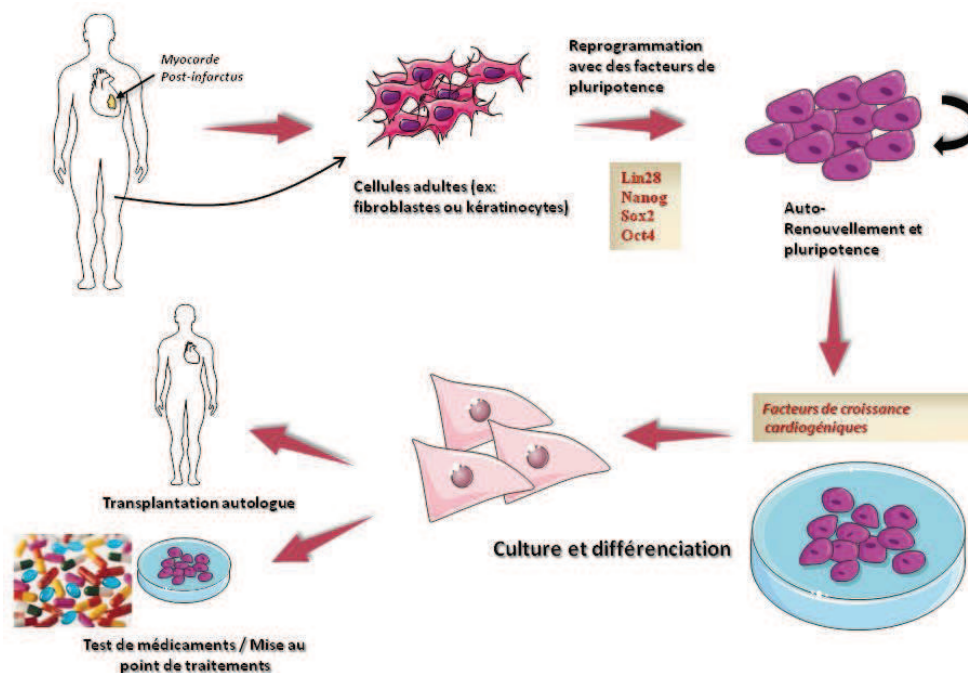 Myocarde
Post-infarctus
Reprogrammation
avec des facteurs de
pluripotence
Cellules adultes (ex:
fibroblastes ou kératinocytes)
Lin28
Nanog
Sox2
Oct4
Auto-
Renouvellement et
pluripotence
Facteurs de croissance
cardiogéniques
Transplantation autologue
Culture et différenciation
Test de médicaments / Mise au
point de traitements